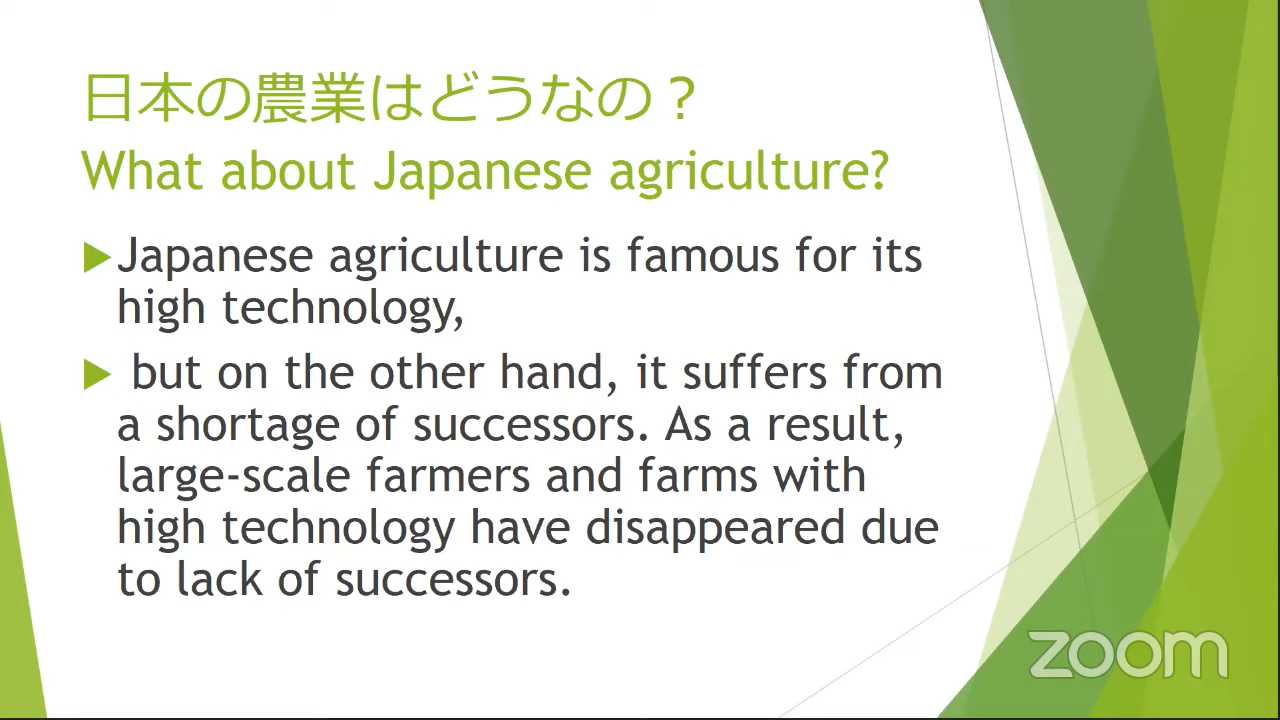 日本の農業はどうなの？
What about Japanese agriculture?
Japanese agriculture is famous for its
high technology,
but on the other hand, it suffers from
a shortage of successors. As a result,
large-scale farmers and farms with
high technology have disappeared due
to lack of successors.
zoom